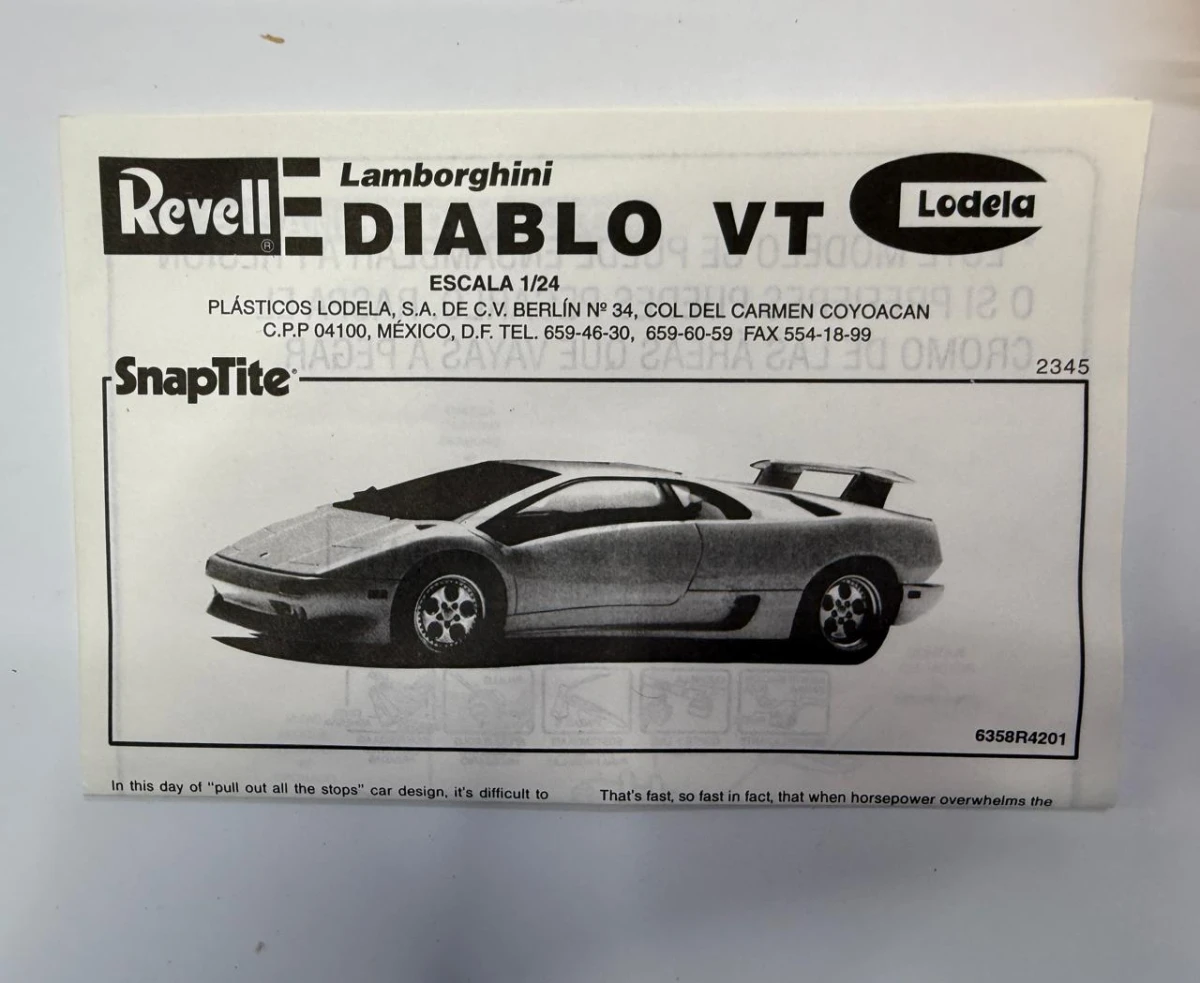 Revell
®
Lamborghini
DIABLO VT
Lodela
ESCALA 1/24
PLÁSTICOS LODELA, S.A. DE C.V. BERLÍN Nº 34, COL DEL CARMEN COYOACAN
C.P.P 04100, MÉXICO, D.F. TEL. 659-46-30, 659-60-59 FAX 554-18-99
SnapTite®
2345
6358R4201
In this day of "pull out all the stops" car design, it's difficult to
That's fast, so fast in fact, that when horsepower overwhelms the